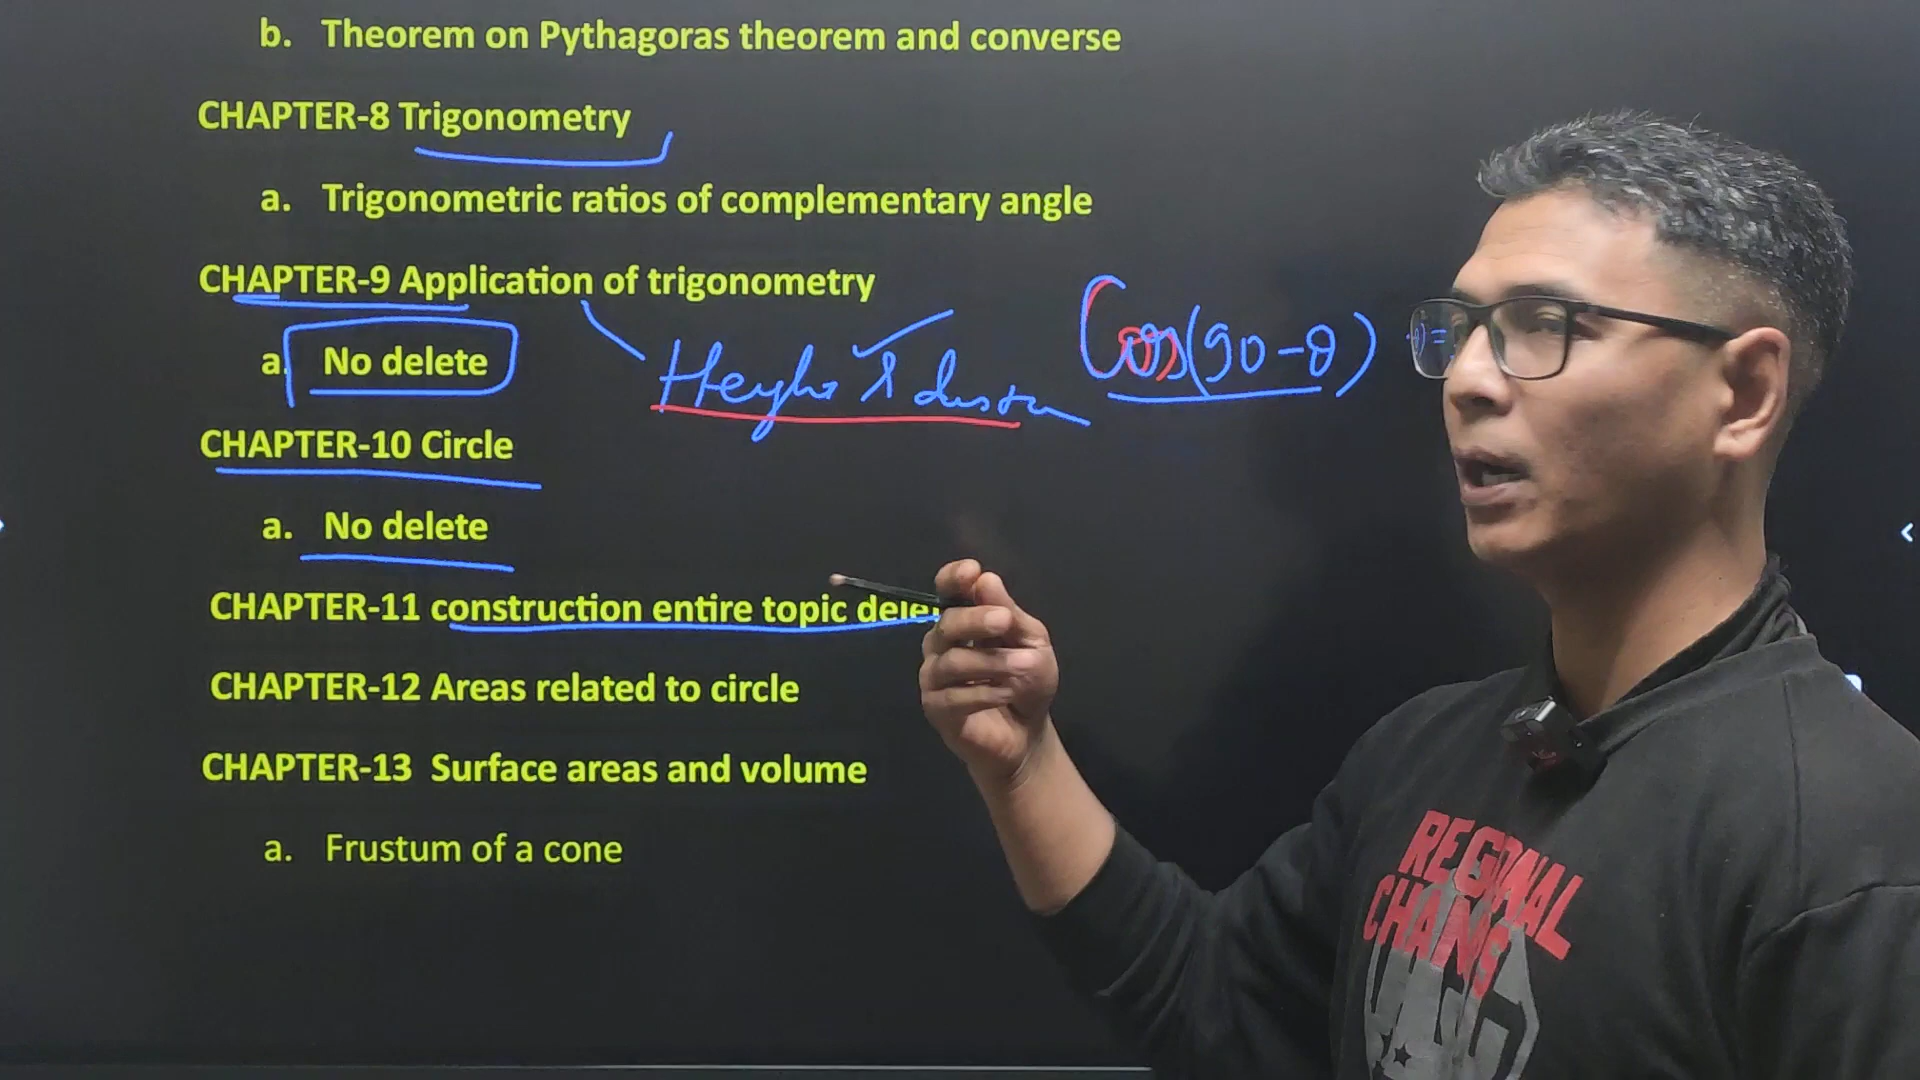 b. Theorem on Pythagoras theorem and converse
CHAPTER-8 Trigonometry
a. Trigonometric ratios of complementary angle
CHAPTER-9 Application of trigonometry
a. No delete
Cos(90-θ)
CHAPTER-10 Circle
a. No delete
CHAPTER-11 construction entire topic
CHAPTER-12 Areas related to circle
CHAPTER-13 Surface areas and volume
a. Frustum of a cone
REGIONAL
CHAMPS